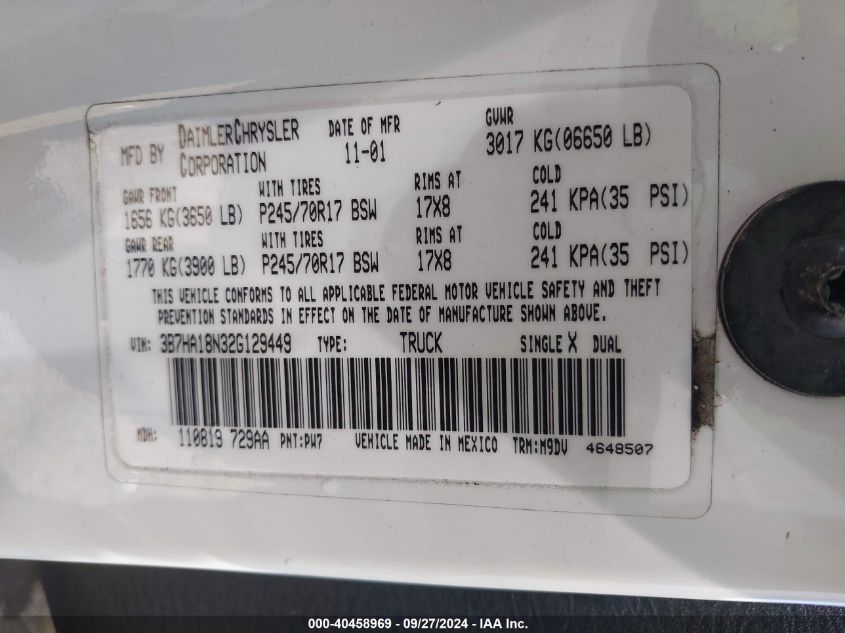 MFD BY DAIMLERCHRYSLER CORPORATION DATE OF MFR 11-01 GVWR 3017 KG(06650 LB)
GAWR FRONT WITH TIRES RIMS AT COLD
1656 KG(3650 LB) P245/70R17 BSW 17X8 241 KPA(35 PSI)
GAWR REAR WITH TIRES RIMS AT COLD
1770 KG(3900 LB) P245/70R17 BSW 17X8 241 KPA(35 PSI)
THIS VEHICLE CONFORMS TO ALL APPLICABLE FEDERAL MOTOR VEHICLE SAFETY AND THEFT
PREVENTION STANDARDS IN EFFECT ON THE DATE OF MANUFACTURE SHOWN ABOVE.
VIN: 3B7HA18N32G129449 TYPE: TRUCK SINGLE X DUAL
MDH: 110819 729AA PNT:PW7 VEHICLE MADE IN MEXICO TRM:M9DV 4648507
000-40458969 • 09/27/2024 • IAA Inc.